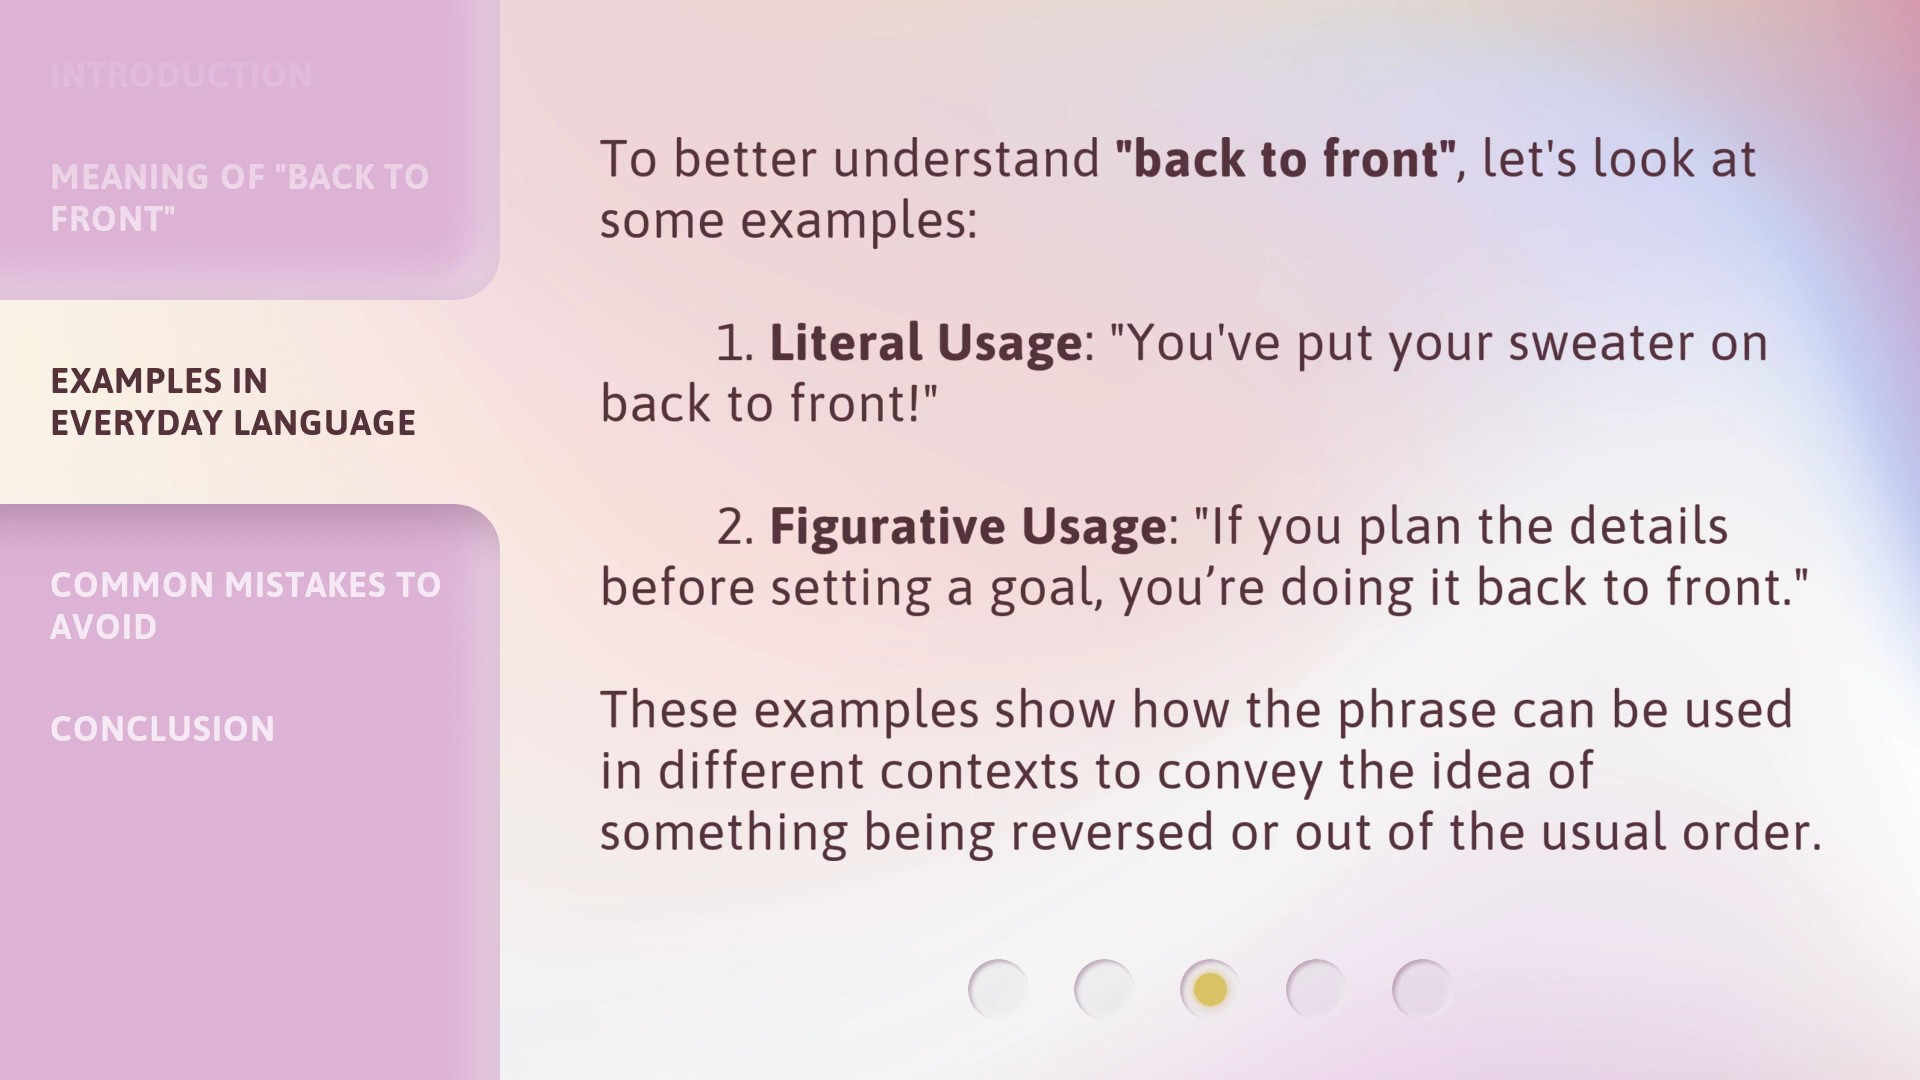 INTRODUCTION
MEANING OF "BACK TO
FRONT"
EXAMPLES IN
EVERYDAY LANGUAGE
COMMON MISTAKES TO
AVOID
CONCLUSION
To better understand "back to front", let's look at
some examples:
1. Literal Usage: "You've put your sweater on
back to front!"
2. Figurative Usage: "If you plan the details
before setting a goal, you’re doing it back to front."
These examples show how the phrase can be used
in different contexts to convey the idea of
something being reversed or out of the usual order.